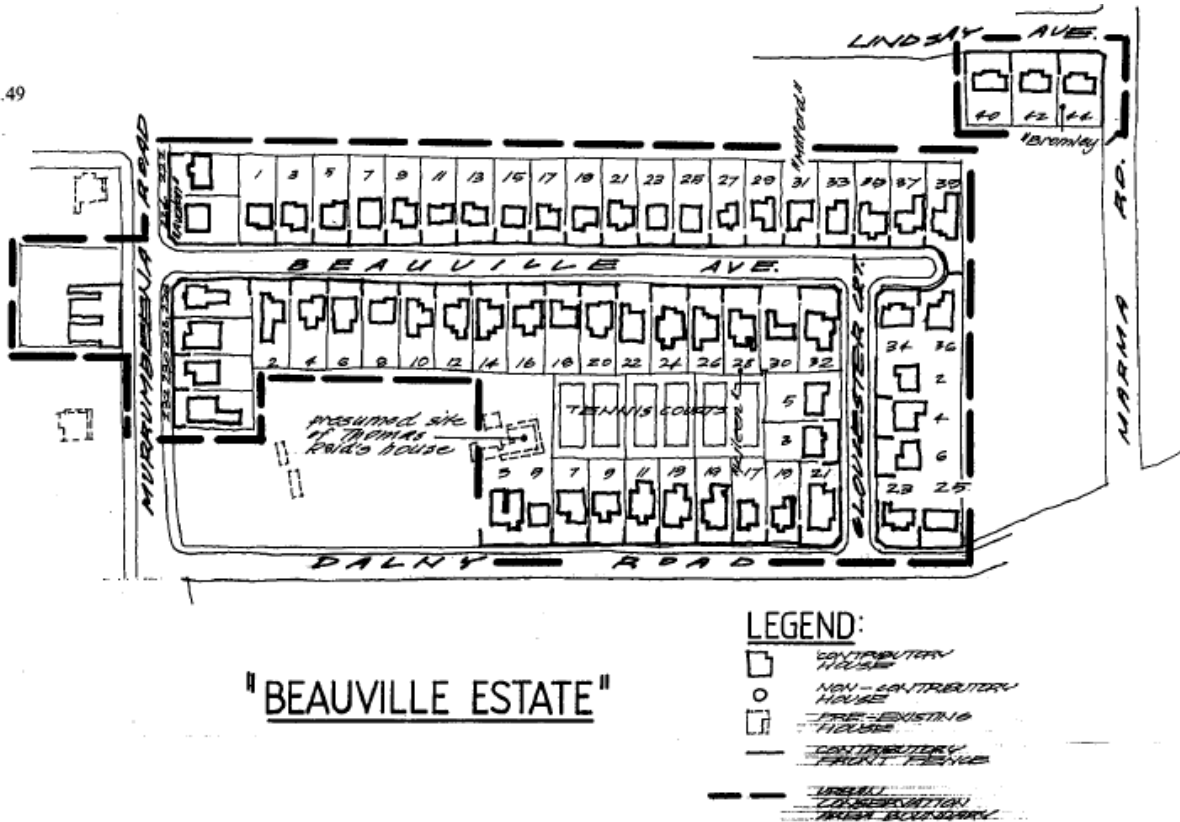 .49
LINDSAY AVE.
40 42 44
"Bromley
MARMA RD.
MURRUMBEENA ROAD
"Milford"
1 3 5 7 9 11 13 15 17 19 21 23 25 27 29 31 33 35 37 39
BEAUVILLE AVE.
GLOUCESTER CRT.
2 4 6 8 10 12 14 16 18 20 22 24 26 28 30 32
34 36
228 230 232
2
4
6
TENNIS COURTS
5
3
presumed site
of Thomas
Reid's house
7 9 11 15 17 19 21
23 25
DALNY ROAD
"BEAUVILLE ESTATE"
LEGEND:
CONTRIBUTORY
HOUSE
NON-CONTRIBUTORY
HOUSE
PRE-EXISTING
HOUSE
CONTRIBUTORY
FRONT FENCE
URBAN
CONSERVATION
AREA BOUNDARY